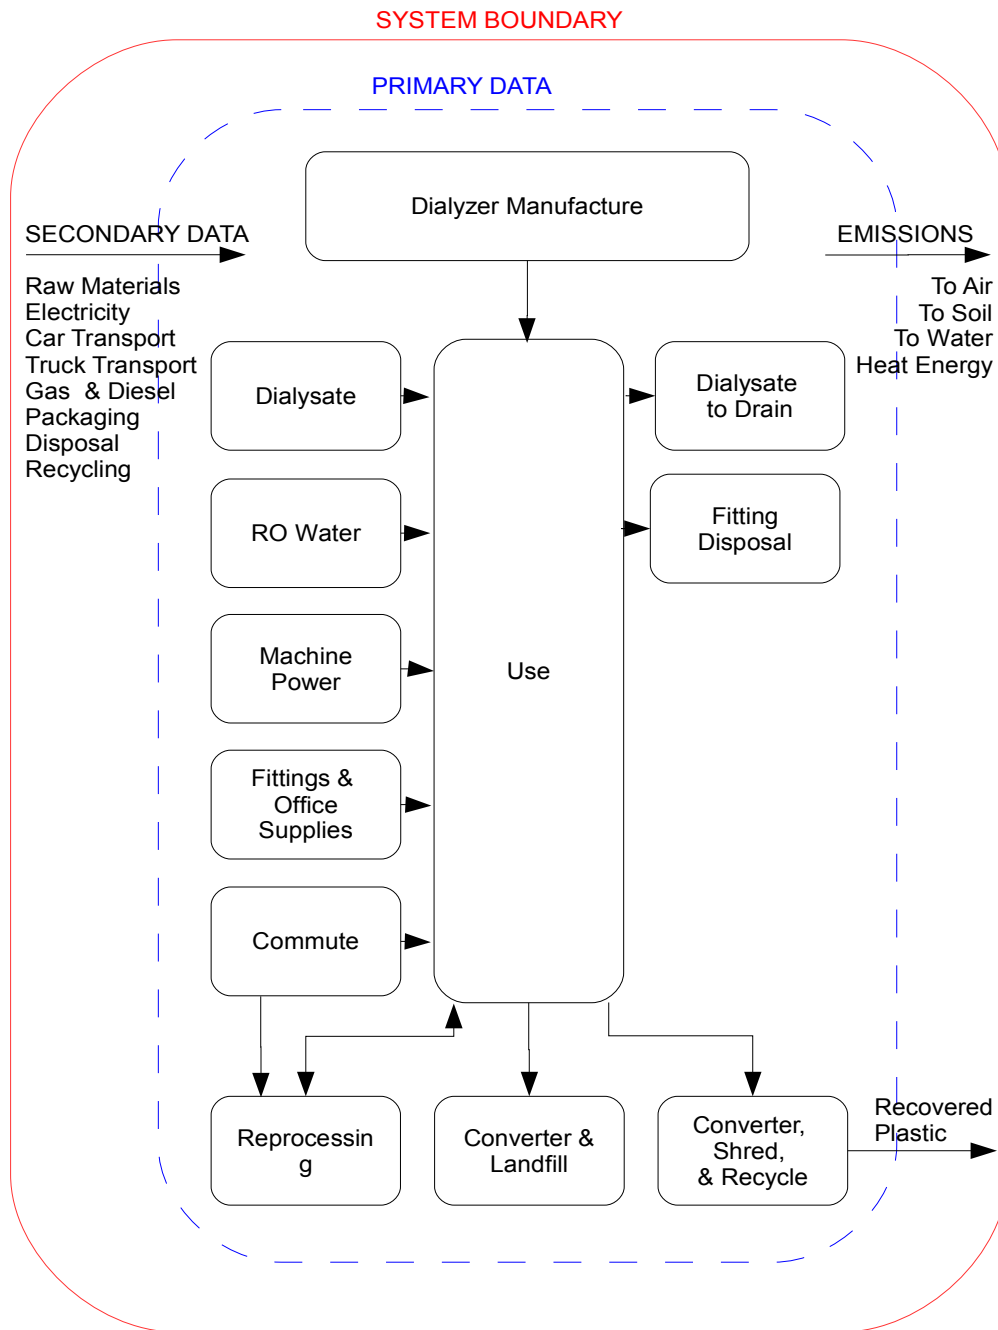 SYSTEM BOUNDARY
PRIMARY DATA
Dialyzer Manufacture
SECONDARY DATA
Raw Materials
Electricity
Car Transport
Truck Transport
Gas & Diesel
Packaging
Disposal
Recycling
EMISSIONS
To Air
To Soil
To Water
Heat Energy
Dialysate
Dialysate
to Drain
RO Water
Fitting
Disposal
Machine
Power
Use
Fittings &
Office
Supplies
Commute
Reprocessin
g
Converter &
Landfill
Converter,
Shred,
& Recycle
Recovered
Plastic